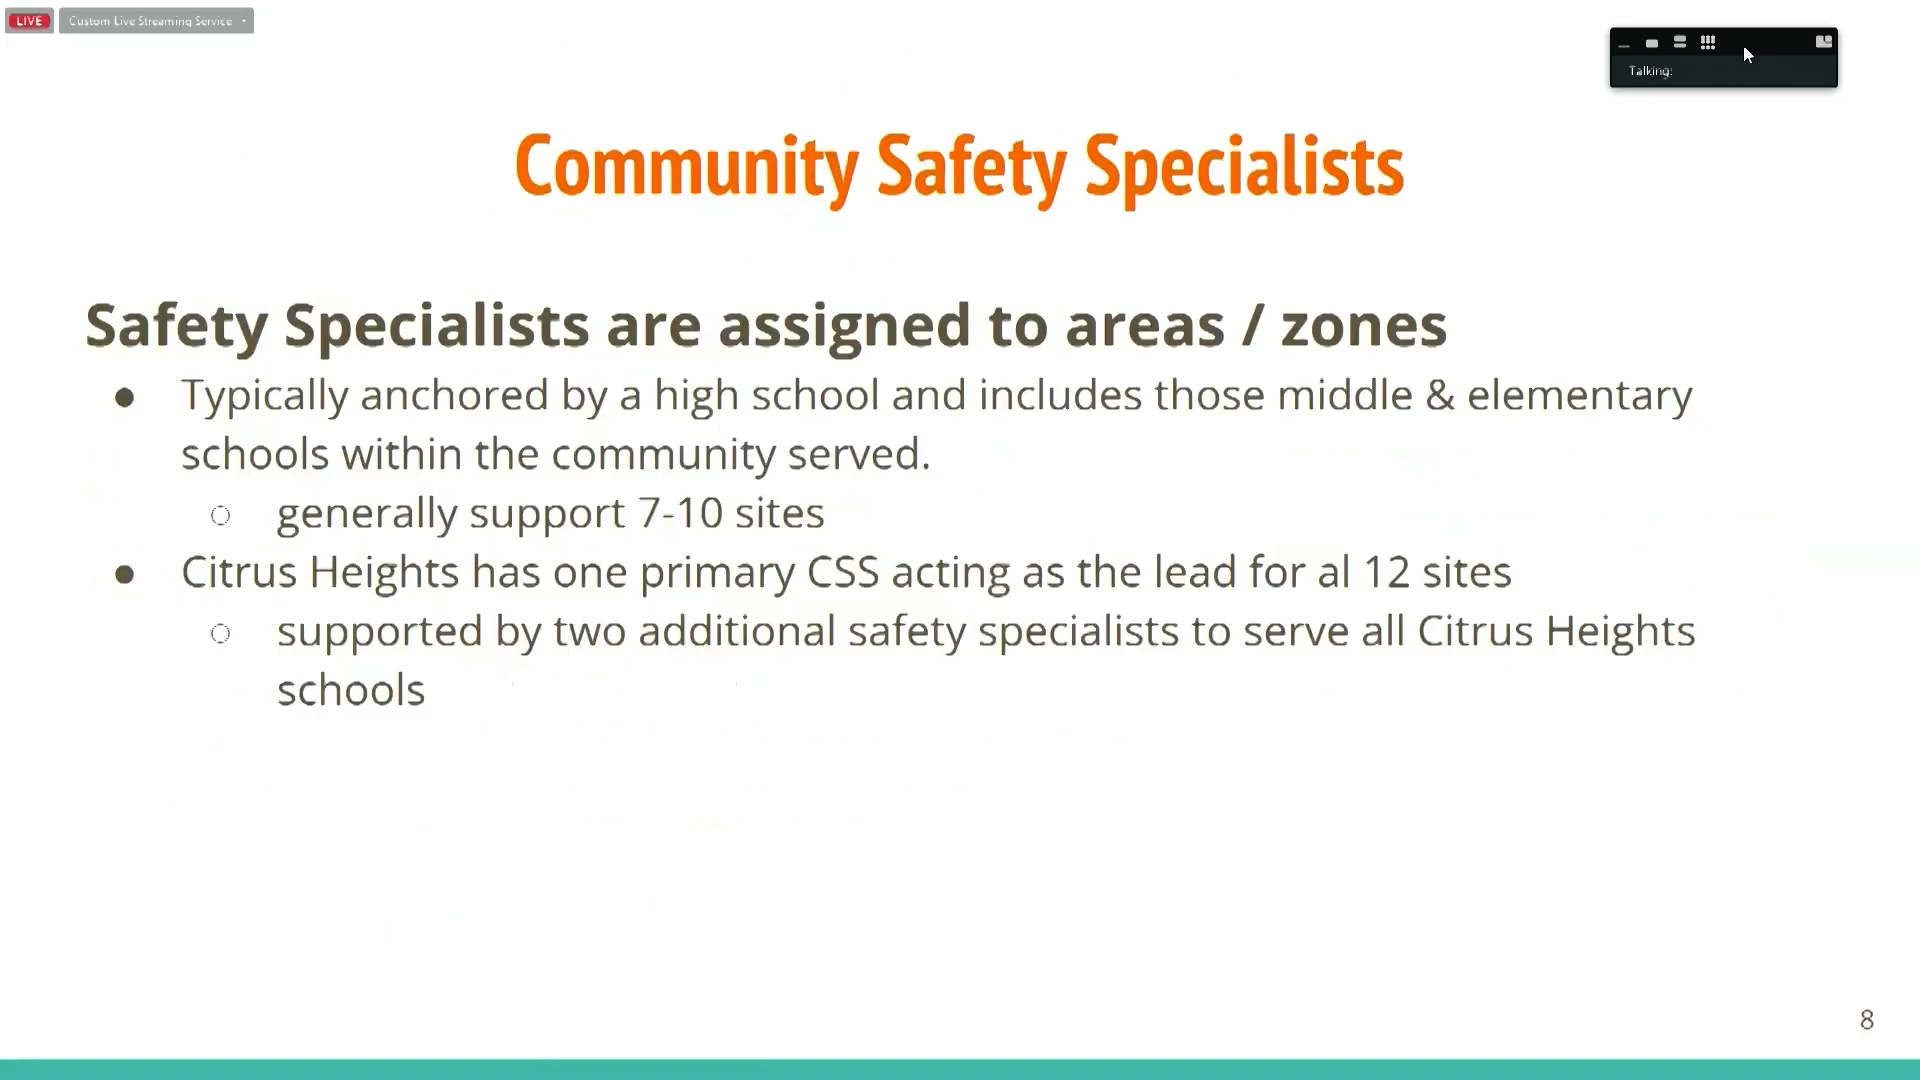 LIVE
Custom Live Streaming Service
Talking:
Community Safety Specialists
Safety Specialists are assigned to areas / zones
● Typically anchored by a high school and includes those middle & elementary
schools within the community served.
○ generally support 7-10 sites
● Citrus Heights has one primary CSS acting as the lead for al 12 sites
○ supported by two additional safety specialists to serve all Citrus Heights
schools
8